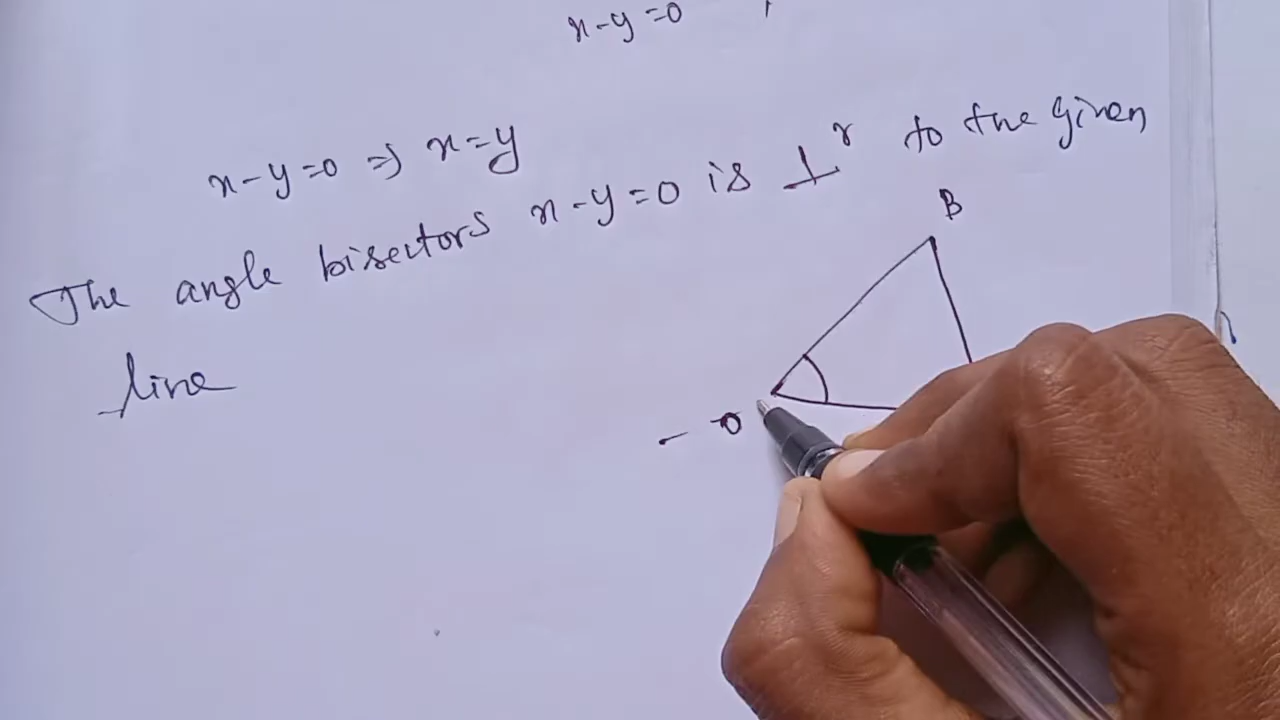 x-y=0
x-y=0 ⇒ x=y
The angle bisectors x-y=0 is ⊥r to the given
line
B
O